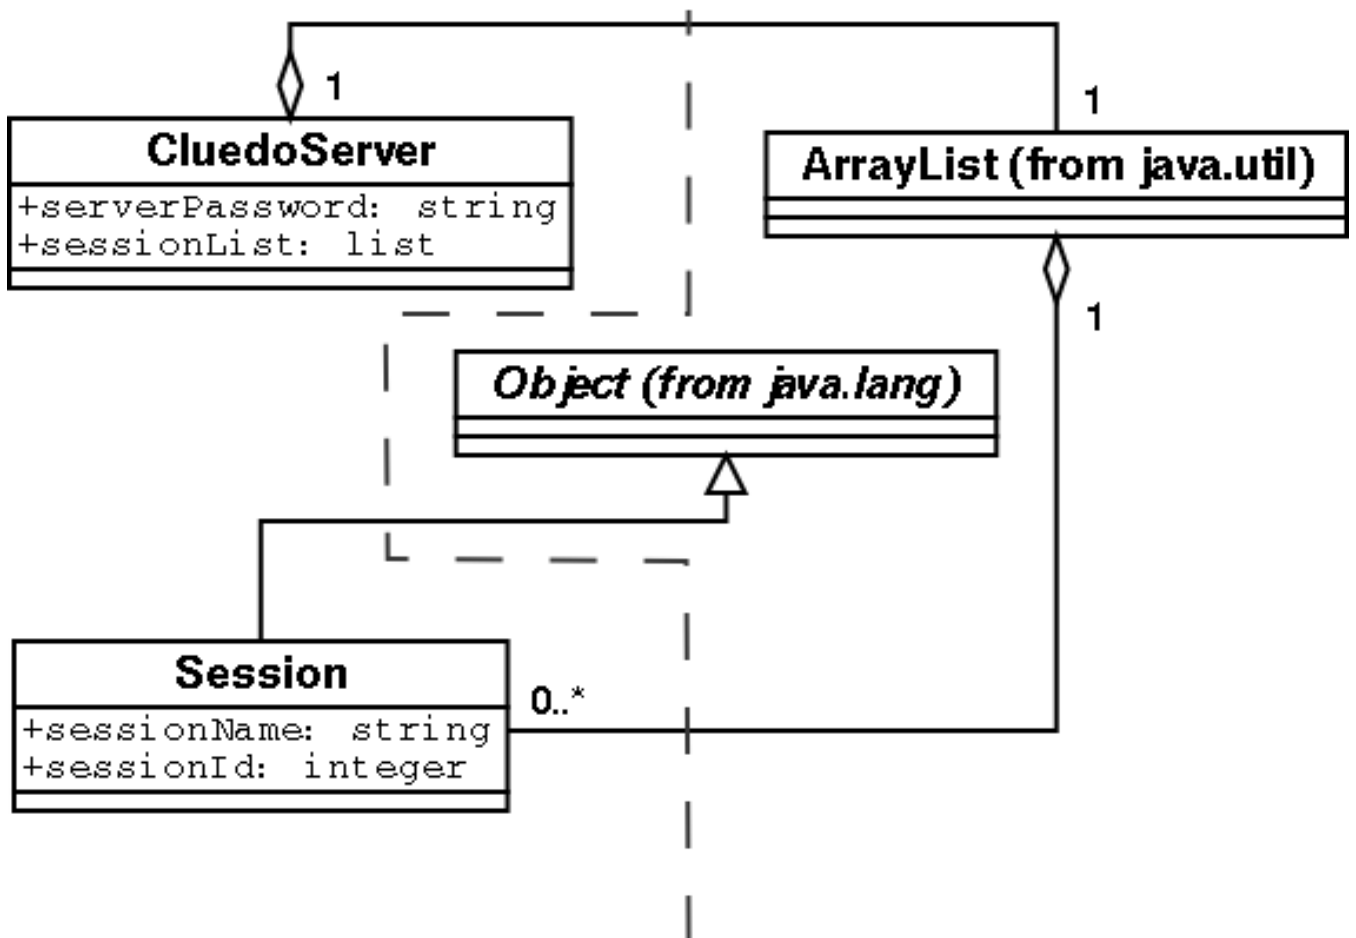 1
1
CluedoServer
+serverPassword: string
+sessionList: list
ArrayList (from java.util)
1
Object (from java.lang)
Session
+sessionName: string
+sessionId: integer
0..*